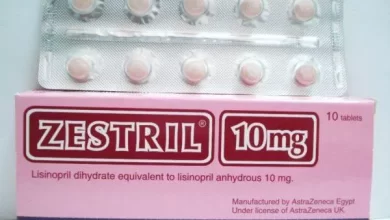 10 tablets
ZESTRIL® 10mg
Lisinopril dihydrate equivalent to lisinopril anhydrous 10 mg.
Manufactured by AstraZeneca Egypt
Under license of AstraZeneca UK.